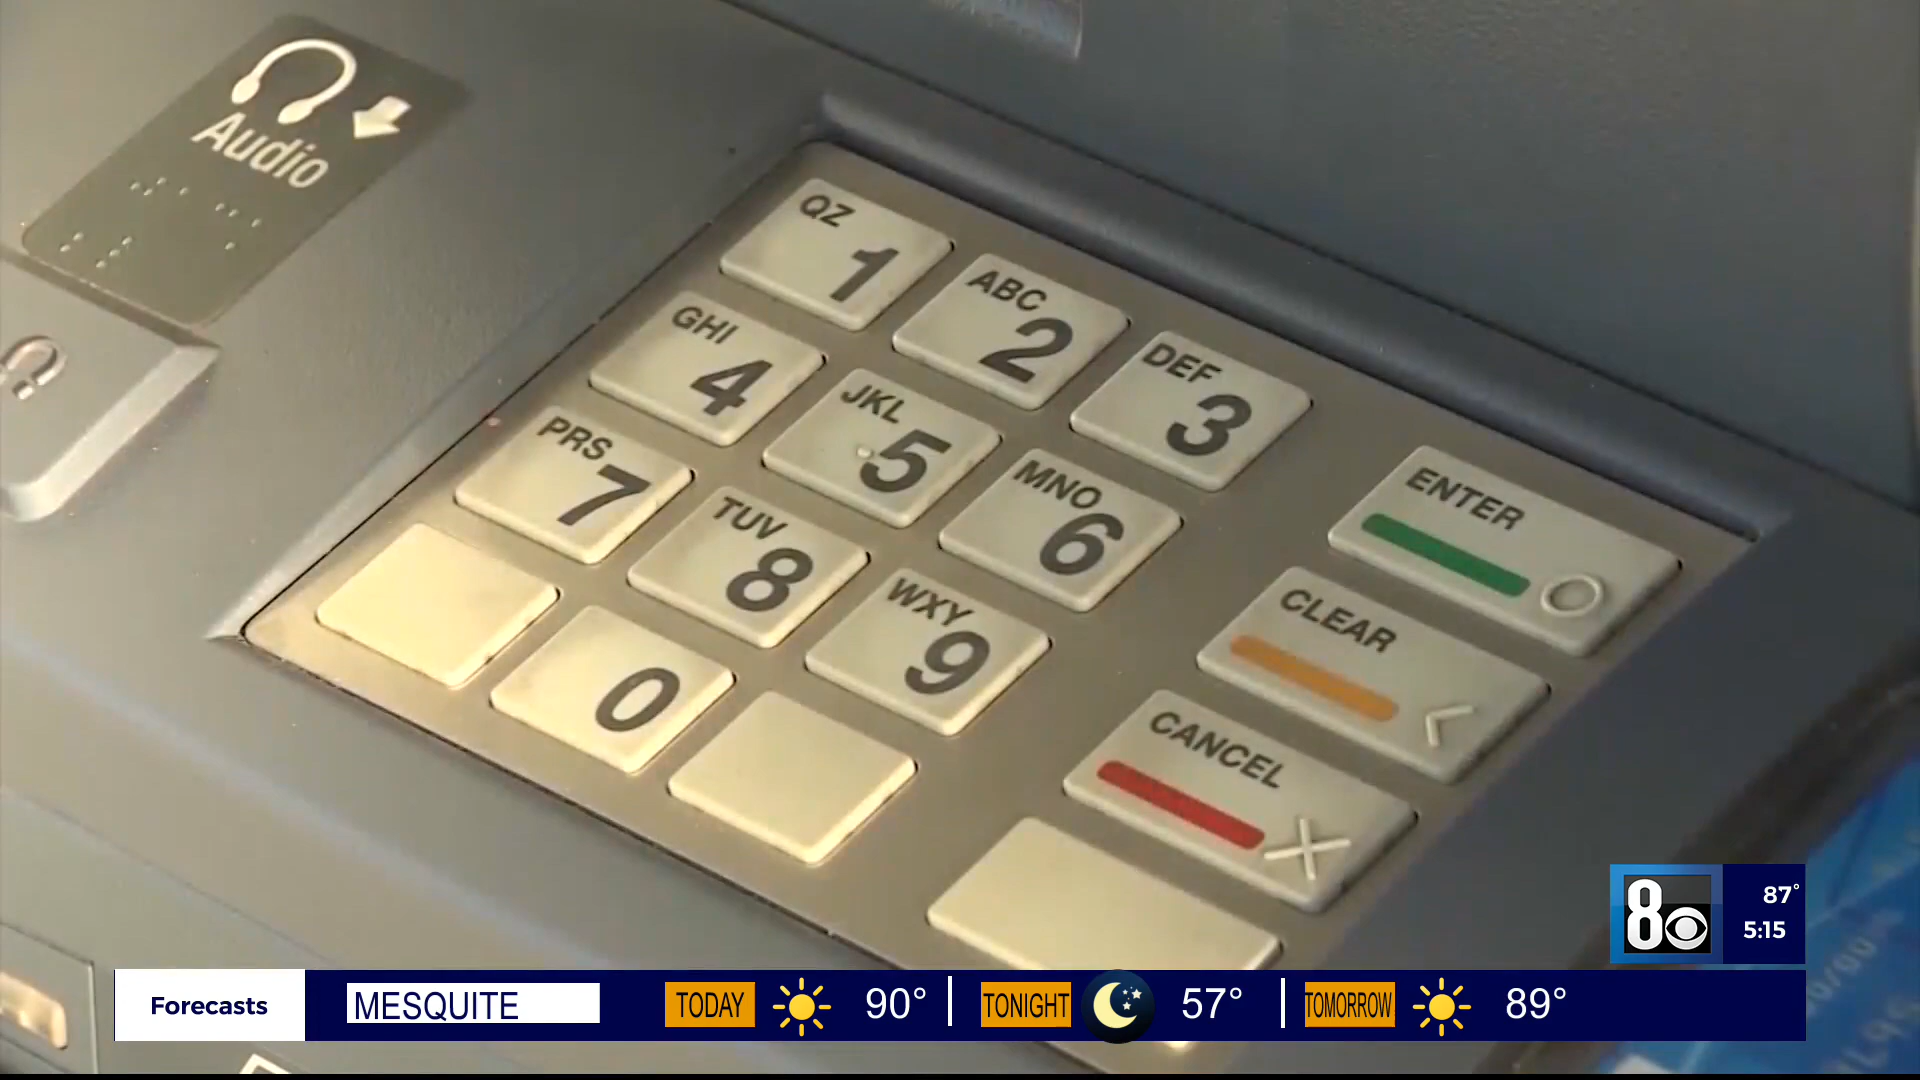 Audio
QZ
1
ABC
2
DEF
3
GHI
4
JKL
5
MNO
6
PRS
7
TUV
8
WXY
9
0
ENTER
CLEAR
CANCEL
8
87°
5:15
Forecasts
MESQUITE
TODAY
90°
TONIGHT
57°
TOMORROW
89°